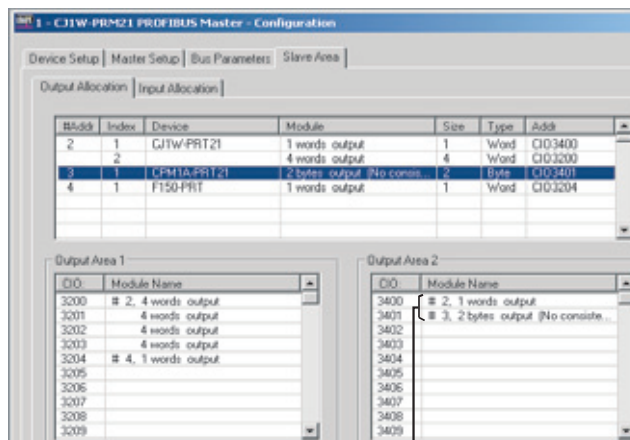 1 - CJ1W-PRM21 PROFIBUS Master - Configuration
Device Setup Master Setup Bus Parameters Slave Area
Output Allocation Input Allocation
#Addr Index Device Module Size Type Addr
2 1 CJ1W-PRT21 1 words output 1 Word CIO3400
2 4 words output 4 Word CIO3200
3 1 CPM1A-PRT21 2 bytes output (No consis... 2 Byte CIO3401
4 1 F150-PRT 1 words output 1 Word CIO3204
Output Area 1
CIO: Module Name
3200 # 2, 4 words output
3201 4 words output
3202 4 words output
3203 4 words output
3204 # 4, 1 words output
3205
3206
3207
3208
3209
Output Area 2
CIO: Module Name
3400 # 2, 1 words output
3401 # 3, 2 bytes output (No consiste...
3402
3403
3404
3405
3406
3407
3408
3409